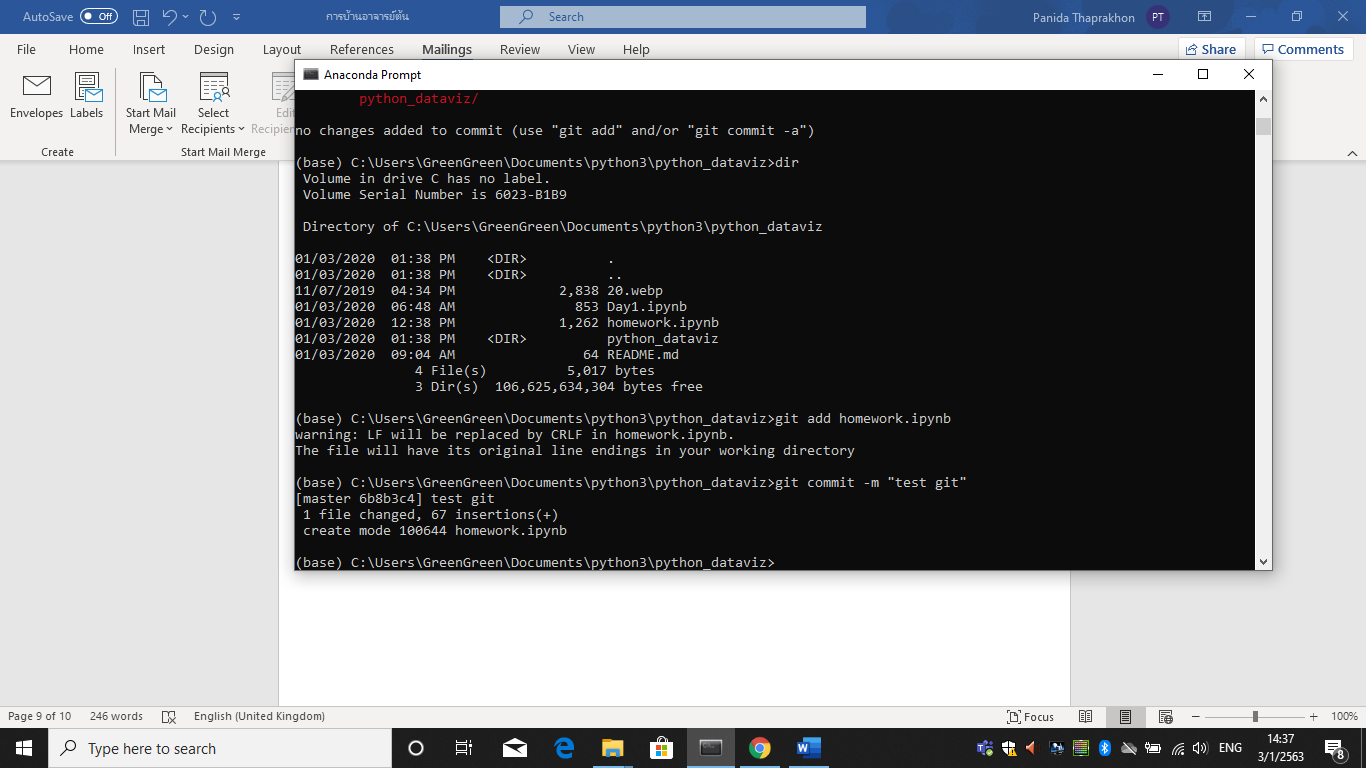 AutoSave Off การบ้านอาจารย์ต้น Search Panida Thaprakhon PT
File Home Insert Design Layout References Mailings Review View Help Share Comments
Envelopes Labels Start Mail Merge Select Recipients Edit Recipien
Create Start Mail Merge
Anaconda Prompt
python_dataviz/
no changes added to commit (use "git add" and/or "git commit -a")
(base) C:\Users\GreenGreen\Documents\python3\python_dataviz>dir
Volume in drive C has no label.
Volume Serial Number is 6023-B1B9
Directory of C:\Users\GreenGreen\Documents\python3\python_dataviz
01/03/2020 01:38 PM <DIR> .
01/03/2020 01:38 PM <DIR> ..
11/07/2019 04:34 PM 2,838 20.webp
01/03/2020 06:48 AM 853 Day1.ipynb
01/03/2020 12:38 PM 1,262 homework.ipynb
01/03/2020 01:38 PM <DIR> python_dataviz
01/03/2020 09:04 AM 64 README.md
4 File(s) 5,017 bytes
3 Dir(s) 106,625,634,304 bytes free
(base) C:\Users\GreenGreen\Documents\python3\python_dataviz>git add homework.ipynb
warning: LF will be replaced by CRLF in homework.ipynb.
The file will have its original line endings in your working directory
(base) C:\Users\GreenGreen\Documents\python3\python_dataviz>git commit -m "test git"
[master 6b8b3c4] test git
1 file changed, 67 insertions(+)
create mode 100644 homework.ipynb
(base) C:\Users\GreenGreen\Documents\python3\python_dataviz>
Page 9 of 10 246 words English (United Kingdom) Focus 100%
Type here to search ENG 14:37
3/1/2563 8